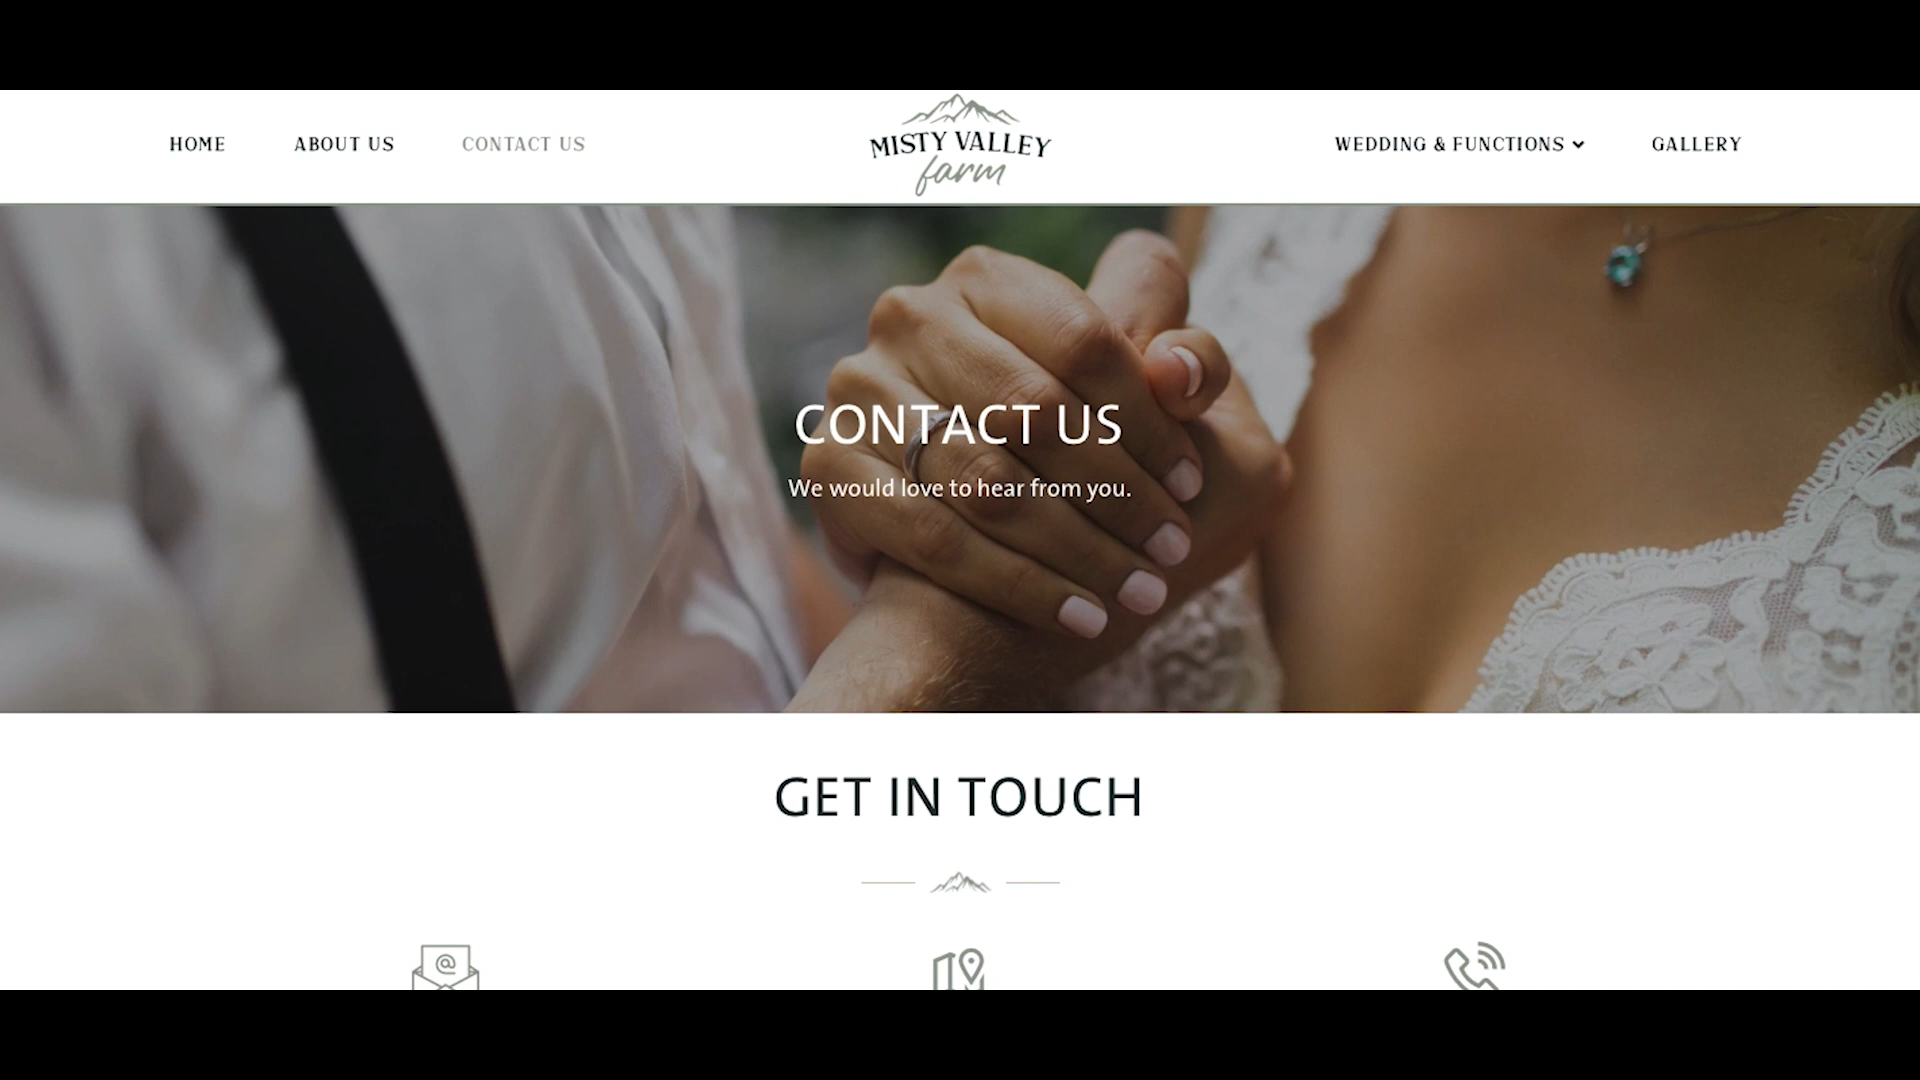 HOME
ABOUT US
CONTACT US
MISTY VALLEY
farm
WEDDING & FUNCTIONS
GALLERY
CONTACT US
We would love to hear from you.
GET IN TOUCH
@